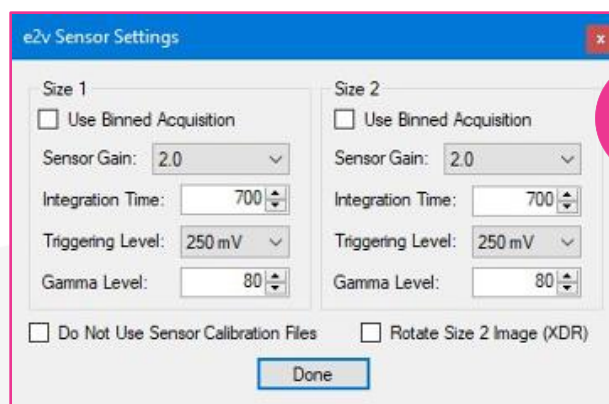 e2v Sensor Settings
x
Size 1
Use Binned Acquisition
Sensor Gain: 2.0
Integration Time: 700
Triggering Level: 250 mV
Gamma Level: 80
Size 2
Use Binned Acquisition
Sensor Gain: 2.0
Integration Time: 700
Triggering Level: 250 mV
Gamma Level: 80
Do Not Use Sensor Calibration Files
Rotate Size 2 Image (XDR)
Done